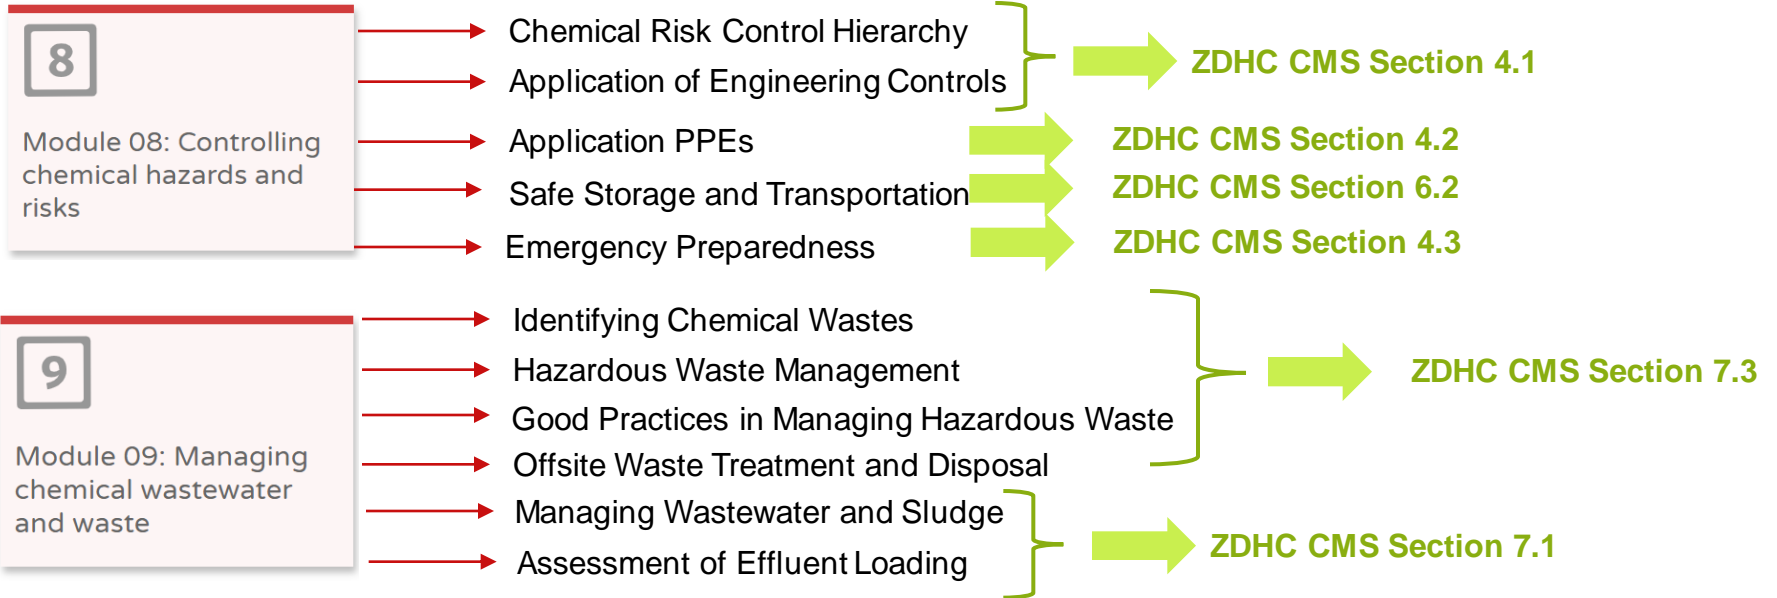 8
Module 08: Controlling
chemical hazards and
risks
Chemical Risk Control Hierarchy
Application of Engineering Controls
ZDHC CMS Section 4.1
Application PPEs
ZDHC CMS Section 4.2
Safe Storage and Transportation
ZDHC CMS Section 6.2
Emergency Preparedness
ZDHC CMS Section 4.3
9
Module 09: Managing
chemical wastewater
and waste
Identifying Chemical Wastes
Hazardous Waste Management
Good Practices in Managing Hazardous Waste
Offsite Waste Treatment and Disposal
ZDHC CMS Section 7.3
Managing Wastewater and Sludge
Assessment of Effluent Loading
ZDHC CMS Section 7.1